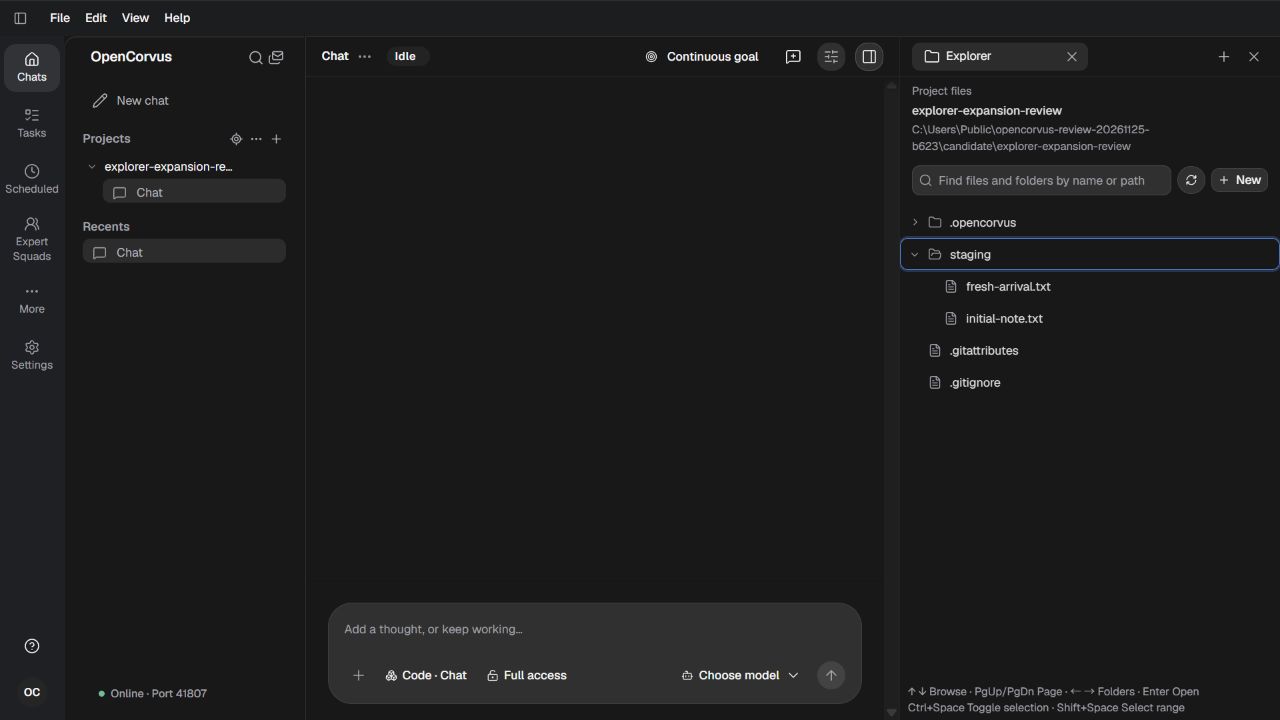 File Edit View Help
Chats
Tasks
Scheduled
Expert
Squads
More
Settings
OC
OpenCorvus
New chat
Projects
explorer-expansion-re...
Chat
Recents
Chat
Online · Port 41807
Chat ··· Idle
Continuous goal
Add a thought, or keep working...
Code · Chat
Full access
Choose model
Explorer
Project files
explorer-expansion-review
C:\Users\Public\opencorvus-review-20261125-
b623\candidate\explorer-expansion-review
Find files and folders by name or path
New
.opencorvus
staging
fresh-arrival.txt
initial-note.txt
.gitattributes
.gitignore
↑↓ Browse · PgUp/PgDn Page · ←→ Folders · Enter Open
Ctrl+Space Toggle selection · Shift+Space Select range